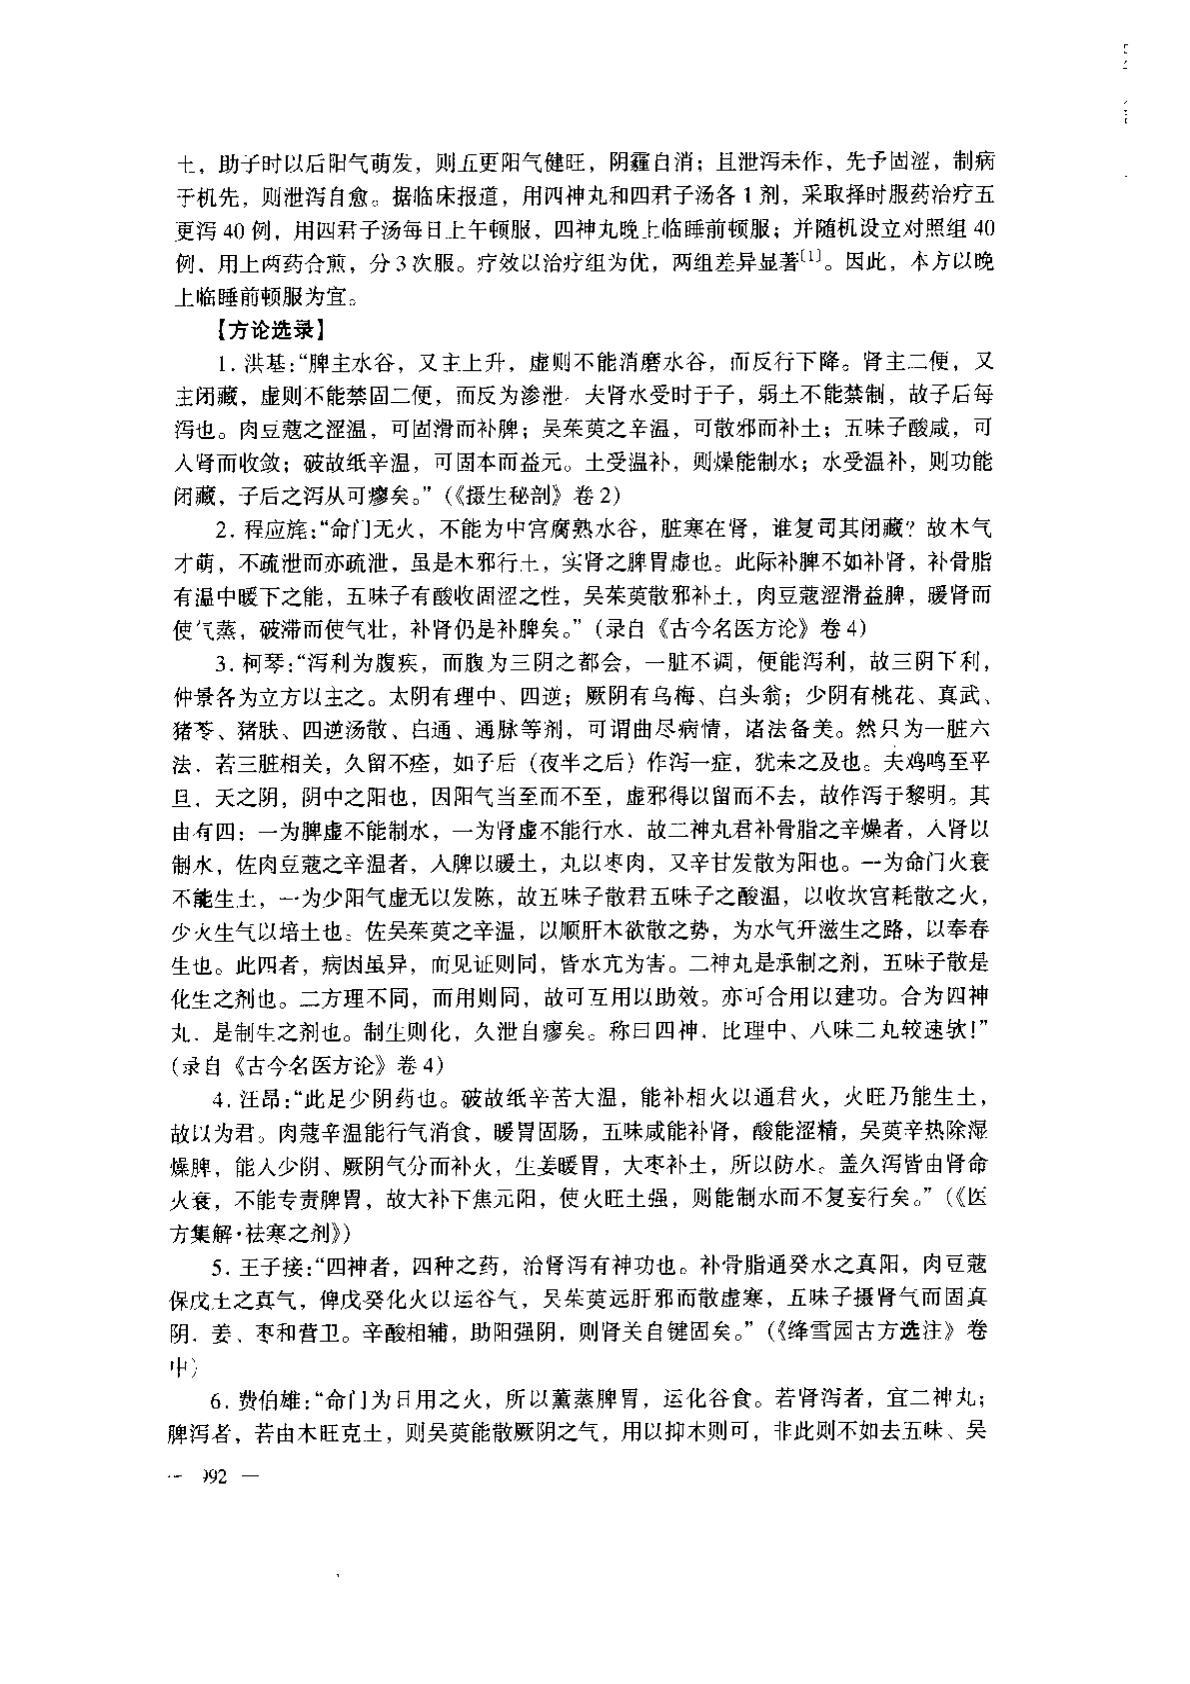 土，助子时以后阳气萌发，则五更阳气健旺，阴霾自消；且泄泻未作，先予固涩，制病
于机先，则泄泻自愈。据临床报道，用四神丸和四君子汤各1剂，采取择时服药治疗五
更泻40例，用四君子汤每日上午顿服，四神丸晚上临睡前顿服；并随机设立对照组40
例，用上两药合煎，分3次服。疗效以治疗组为优，两组差异显著[1]。因此，本方以晚
上临睡前顿服为宜。
【方论选录】
1. 洪基:“脾主水谷，又主上升，虚则不能消磨水谷，而反行下降。肾主二便，又
主闭藏，虚则不能禁固二便，而反为渗泄。夫肾水受时于子，弱土不能禁制，故子后每
泻也。肉豆蔻之涩温，可固滑而补脾；吴茱萸之辛温，可散邪而补土；五味子酸咸，可
入肾而收敛；破故纸辛温，可固本而益元。土受温补，则燥能制水；水受温补，则功能
闭藏，子后之泻从可瘳矣。”（《摄生秘剖》卷2）
2. 程应旄:“命门无火，不能为中宫腐熟水谷，脏寒在肾，谁复司其闭藏？故木气
才萌，不疏泄而亦疏泄，虽是木邪行土，实肾之脾胃虚也。此际补脾不如补肾，补骨脂
有温中暖下之能，五味子有酸收固涩之性，吴茱萸散邪补土，肉豆蔻涩滑益脾，暖肾而
使气蒸，破滞而使气壮，补肾仍是补脾矣。”（录自《古今名医方论》卷4）
3. 柯琴:“泻利为腹疾，而腹为三阴之都会，一脏不调，便能泻利，故三阴下利，
仲景各为立方以主之。太阴有理中、四逆；厥阴有乌梅、白头翁；少阴有桃花、真武、
猪苓、猪肤、四逆汤散、白通、通脉等剂，可谓曲尽病情，诸法备美。然只为一脏六
法，若三脏相关，久留不痊，如子后（夜半之后）作泻一症，犹未之及也。夫鸡鸣至平
旦，天之阴，阴中之阳也，因阳气当至而不至，虚邪得以留而不去，故作泻于黎明。其
由有四：一为脾虚不能制水，一为肾虚不能行水，故二神丸君补骨脂之辛燥者，入肾以
制水，佐肉豆蔻之辛温者，入脾以暖土，丸以枣肉，又辛甘发散为阳也。一为命门火衰
不能生土，一为少阳气虚无以发陈，故五味子散君五味子之酸温，以收坎宫耗散之火，
少火生气以培土也。佐吴茱萸之辛温，以顺肝木欲散之势，为水气开滋生之路，以奉春
生也。此四者，病因虽异，而见证则同，皆水亢为害。二神丸是承制之剂，五味子散是
化生之剂也。二方理不同，而用则同，故可互用以助效。亦可合用以建功。合为四神
丸，是制生之剂也。制生则化，久泄自瘳矣。称曰四神，比理中、八味二丸较速欤！”
（录自《古今名医方论》卷4）
4. 汪昂:“此足少阴药也。破故纸辛苦大温，能补相火以通君火，火旺乃能生土，
故以为君。肉蔻辛温能行气消食，暖胃固肠，五味咸能补肾，酸能涩精，吴萸辛热除湿
燥脾，能入少阴、厥阴气分而补火，生姜暖胃，大枣补土，所以防水。盖久泻皆由肾命
火衰，不能专责脾胃，故大补下焦元阳，使火旺土强，则能制水而不复妄行矣。”（《医
方集解·祛寒之剂》）
5. 王子接:“四神者，四种之药，治肾泻有神功也。补骨脂通癸水之真阳，肉豆蔻
保戊土之真气，俾戊癸化火以运谷气，吴茱萸远肝邪而散虚寒，五味子摄肾气而固真
阴，姜、枣和营卫。辛酸相辅，助阳强阴，则肾关自键固矣。”（《绛雪园古方选注》卷
中）
6. 费伯雄:“命门为日用之火，所以薰蒸脾胃，运化谷食。若肾泻者，宜二神丸；
脾泻者，若由木旺克土，则吴萸能散厥阴之气，用以抑木则可，非此则不如去五味、吴
— 992 —